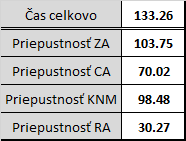 Čas celkovo 133.26
Priepustnosť ZA 103.75
Priepustnosť CA 70.02
Priepustnosť KNM 98.48
Priepustnosť RA 30.27